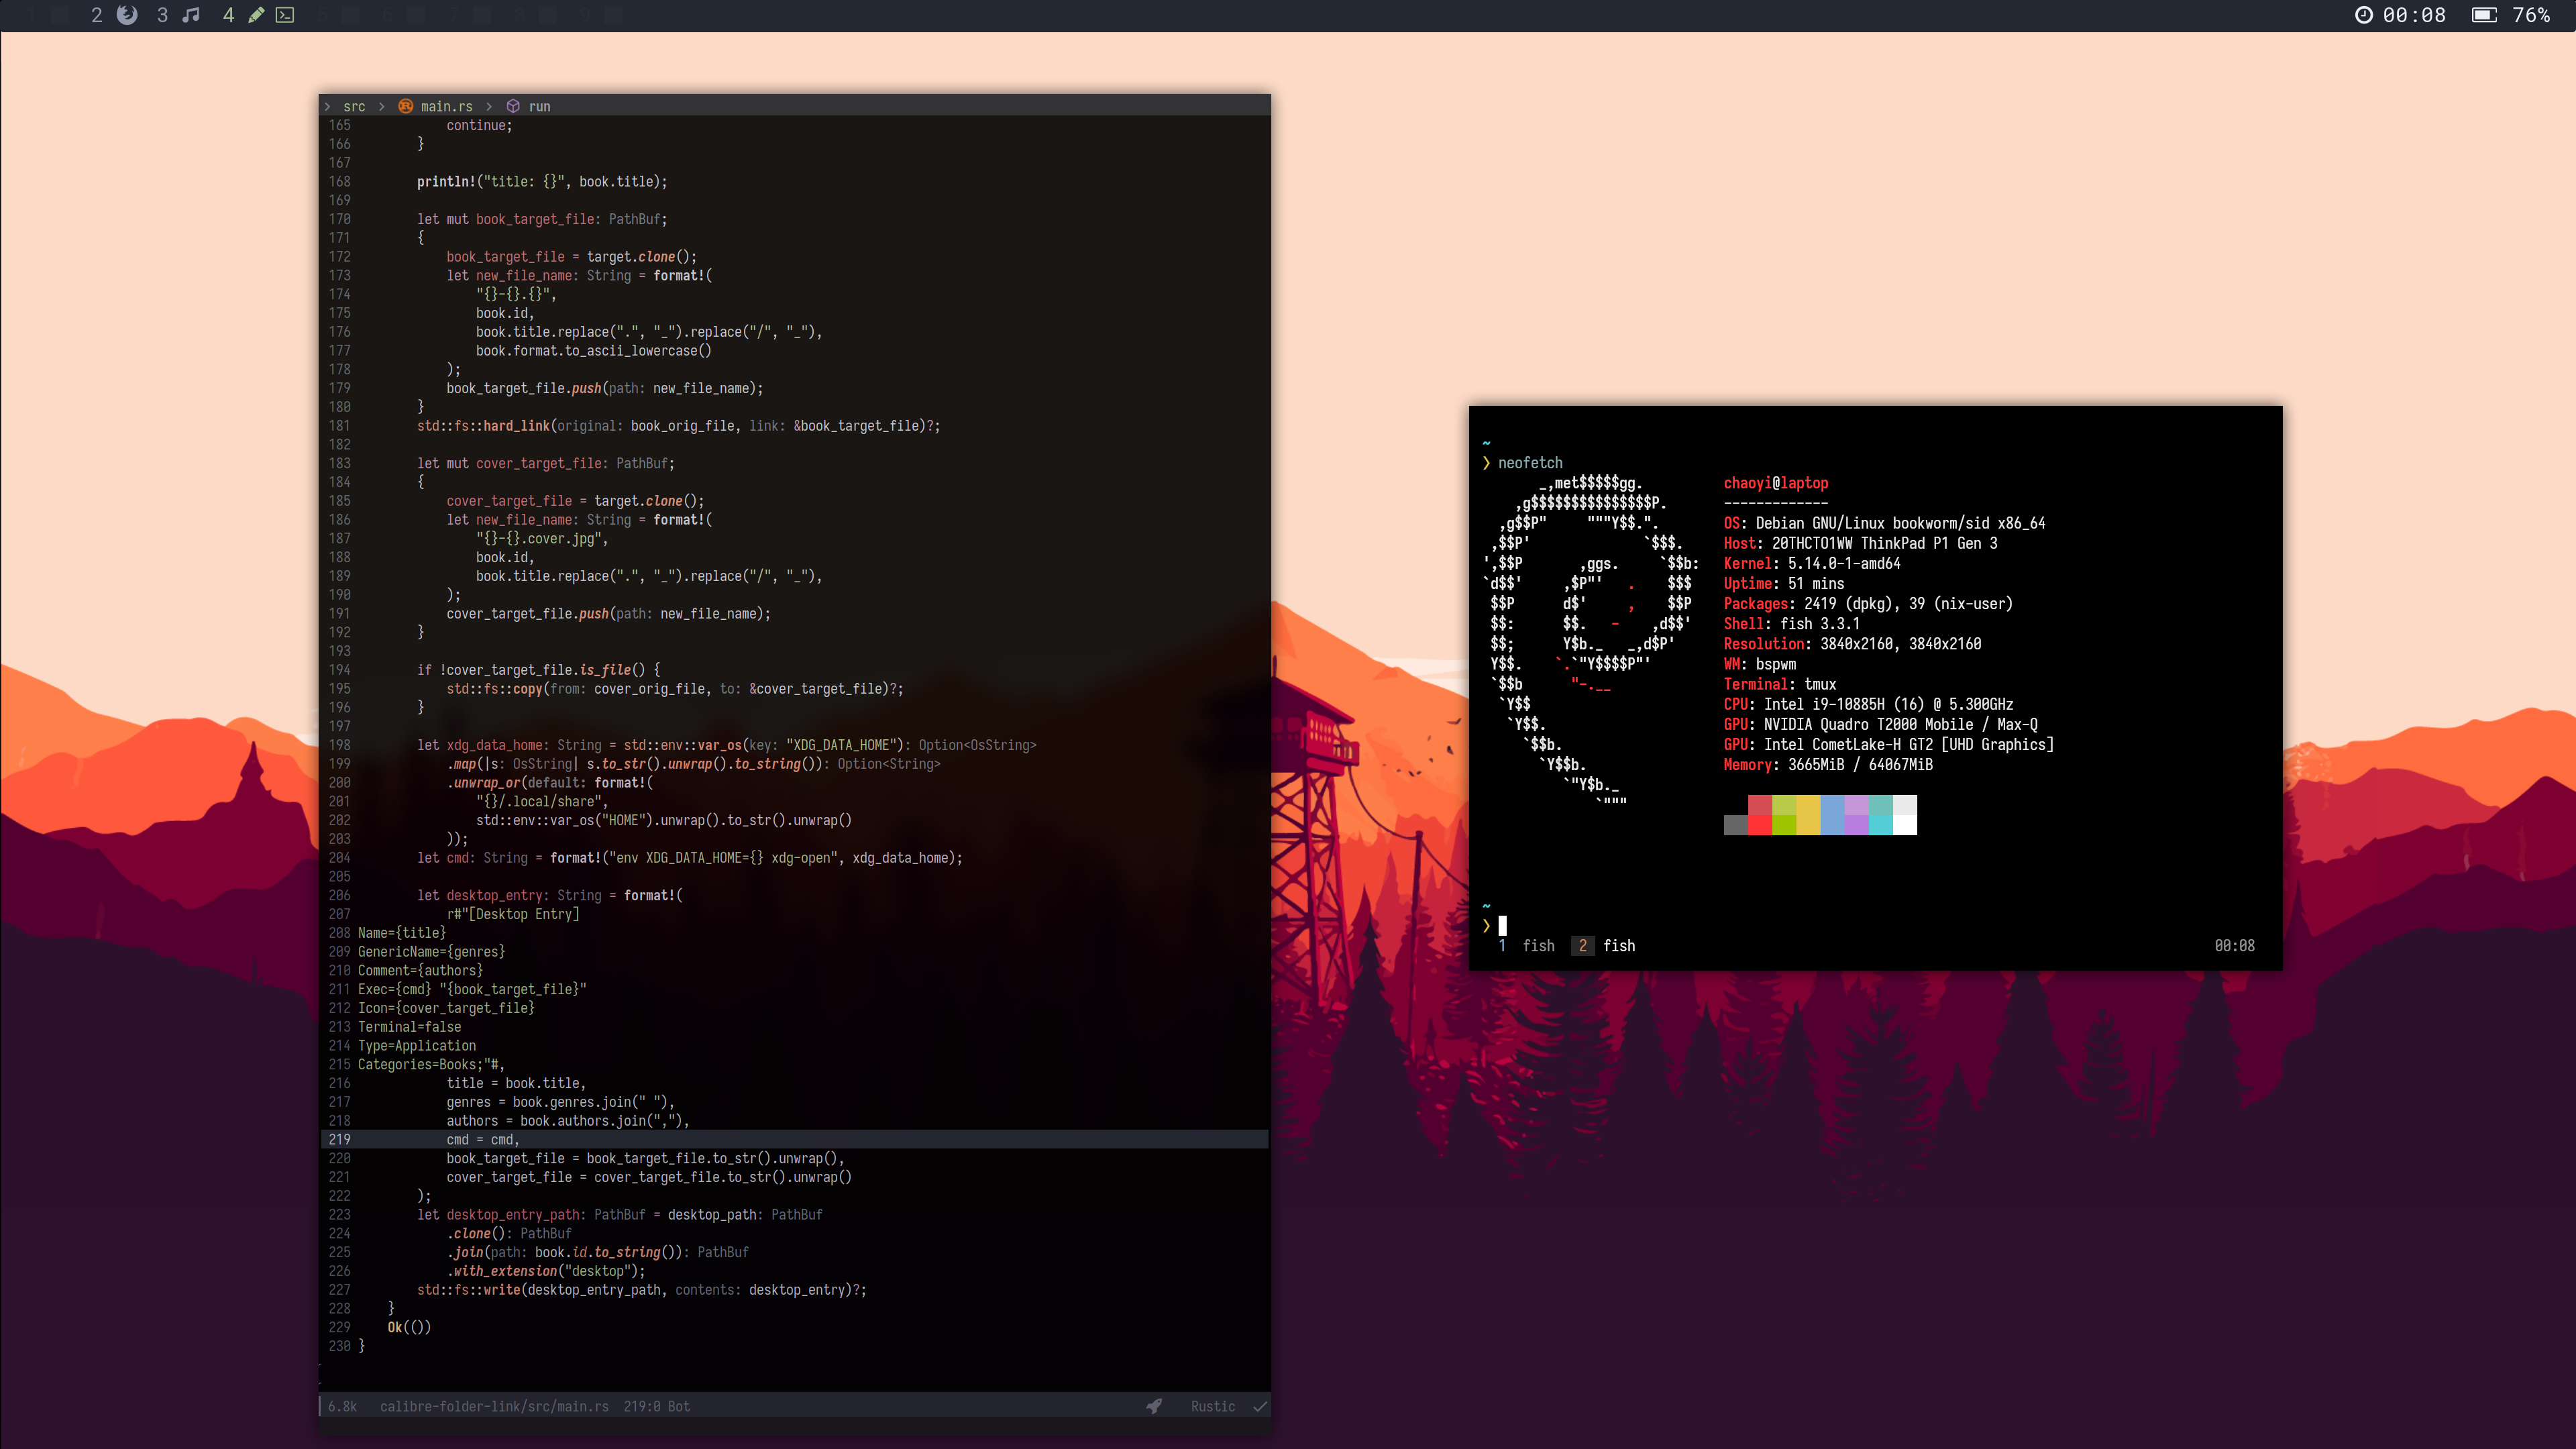 1 2 3 4 5 6 7 8 9 00:08 76%
> src > main.rs > run
165             continue;
166         }
167
168         println!("title: {}", book.title);
169
170         let mut book_target_file: PathBuf;
171         {
172             book_target_file = target.clone();
173             let new_file_name: String = format!(
174                 "{}-{}.{}",
175                 book.id,
176                 book.title.replace(".", "_").replace("/", "_"),
177                 book.format.to_ascii_lowercase()
178             );
179             book_target_file.push(path: new_file_name);
180         }
181         std::fs::hard_link(original: book_orig_file, link: &book_target_file)?;
182
183         let mut cover_target_file: PathBuf;
184         {
185             cover_target_file = target.clone();
186             let new_file_name: String = format!(
187                 "{}-{}.cover.jpg",
188                 book.id,
189                 book.title.replace(".", "_").replace("/", "_"),
190             );
191             cover_target_file.push(path: new_file_name);
192         }
193
194         if !cover_target_file.is_file() {
195             std::fs::copy(from: cover_orig_file, to: &cover_target_file)?;
196         }
197
198         let xdg_data_home: String = std::env::var_os(key: "XDG_DATA_HOME"): Option<OsString>
199             .map(|s: OsString| s.to_str().unwrap().to_string()): Option<String>
200             .unwrap_or(default: format!(
201                 "{}/.local/share",
202                 std::env::var_os("HOME").unwrap().to_str().unwrap()
203             ));
204         let cmd: String = format!("env XDG_DATA_HOME={} xdg-open", xdg_data_home);
205
206         let desktop_entry: String = format!(
207             r#"[Desktop Entry]
208 Name={title}
209 GenericName={genres}
210 Comment={authors}
211 Exec={cmd} "{book_target_file}"
212 Icon={cover_target_file}
213 Terminal=false
214 Type=Application
215 Categories=Books;"#,
216             title = book.title,
217             genres = book.genres.join(" "),
218             authors = book.authors.join(","),
219             cmd = cmd,
220             book_target_file = book_target_file.to_str().unwrap(),
221             cover_target_file = cover_target_file.to_str().unwrap()
222         );
223         let desktop_entry_path: PathBuf = desktop_path: PathBuf
224             .clone(): PathBuf
225             .join(path: book.id.to_string()): PathBuf
226             .with_extension("desktop");
227         std::fs::write(desktop_entry_path, contents: desktop_entry)?;
228     }
229     Ok(())
230 }
6.8k calibre-folder-link/src/main.rs 219:0 Bot Rustic
~
❯ neofetch
       _,met$$$$$gg.          chaoyi@laptop
    ,g$$$$$$$$$$$$$$$P.       -------------
  ,g$$P"     """Y$$.".        OS: Debian GNU/Linux bookworm/sid x86_64
 ,$$P'              `$$$.     Host: 20THCTO1WW ThinkPad P1 Gen 3
',$$P       ,ggs.     `$$b:   Kernel: 5.14.0-1-amd64
`d$$'     ,$P"'   .    $$$    Uptime: 51 mins
 $$P      d$'     ,    $$P    Packages: 2419 (dpkg), 39 (nix-user)
 $$:      $$.   -    ,d$$'    Shell: fish 3.3.1
 $$;      Y$b._   _,d$P'      Resolution: 3840x2160, 3840x2160
 Y$$.    `.`"Y$$$$P"'         WM: bspwm
 `$$b      "-.__              Terminal: tmux
  `Y$$                        CPU: Intel i9-10885H (16) @ 5.300GHz
   `Y$$.                      GPU: NVIDIA Quadro T2000 Mobile / Max-Q
     `$$b.                    GPU: Intel CometLake-H GT2 [UHD Graphics]
       `Y$$b.                 Memory: 3665MiB / 64067MiB
          `"Y$b._
              `"""
~
❯
1 fish 2 fish 00:08